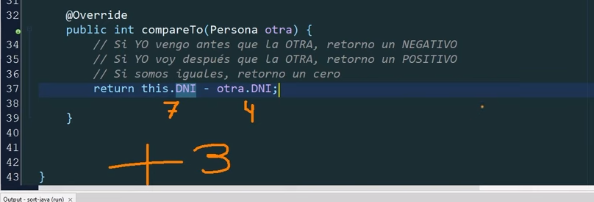 31
32 @Override
public int compareTo(Persona otra) {
34 // Si YO vengo antes que la OTRA, retorno un NEGATIVO
35 // Si YO voy después que la OTRA, retorno un POSITIVO
36 // Si somos iguales, retorno un cero
37 return this.DNI - otra.DNI;
38 7 4
39 }
40
41 + 3
42
43 }
Output - sort-java (run) ×